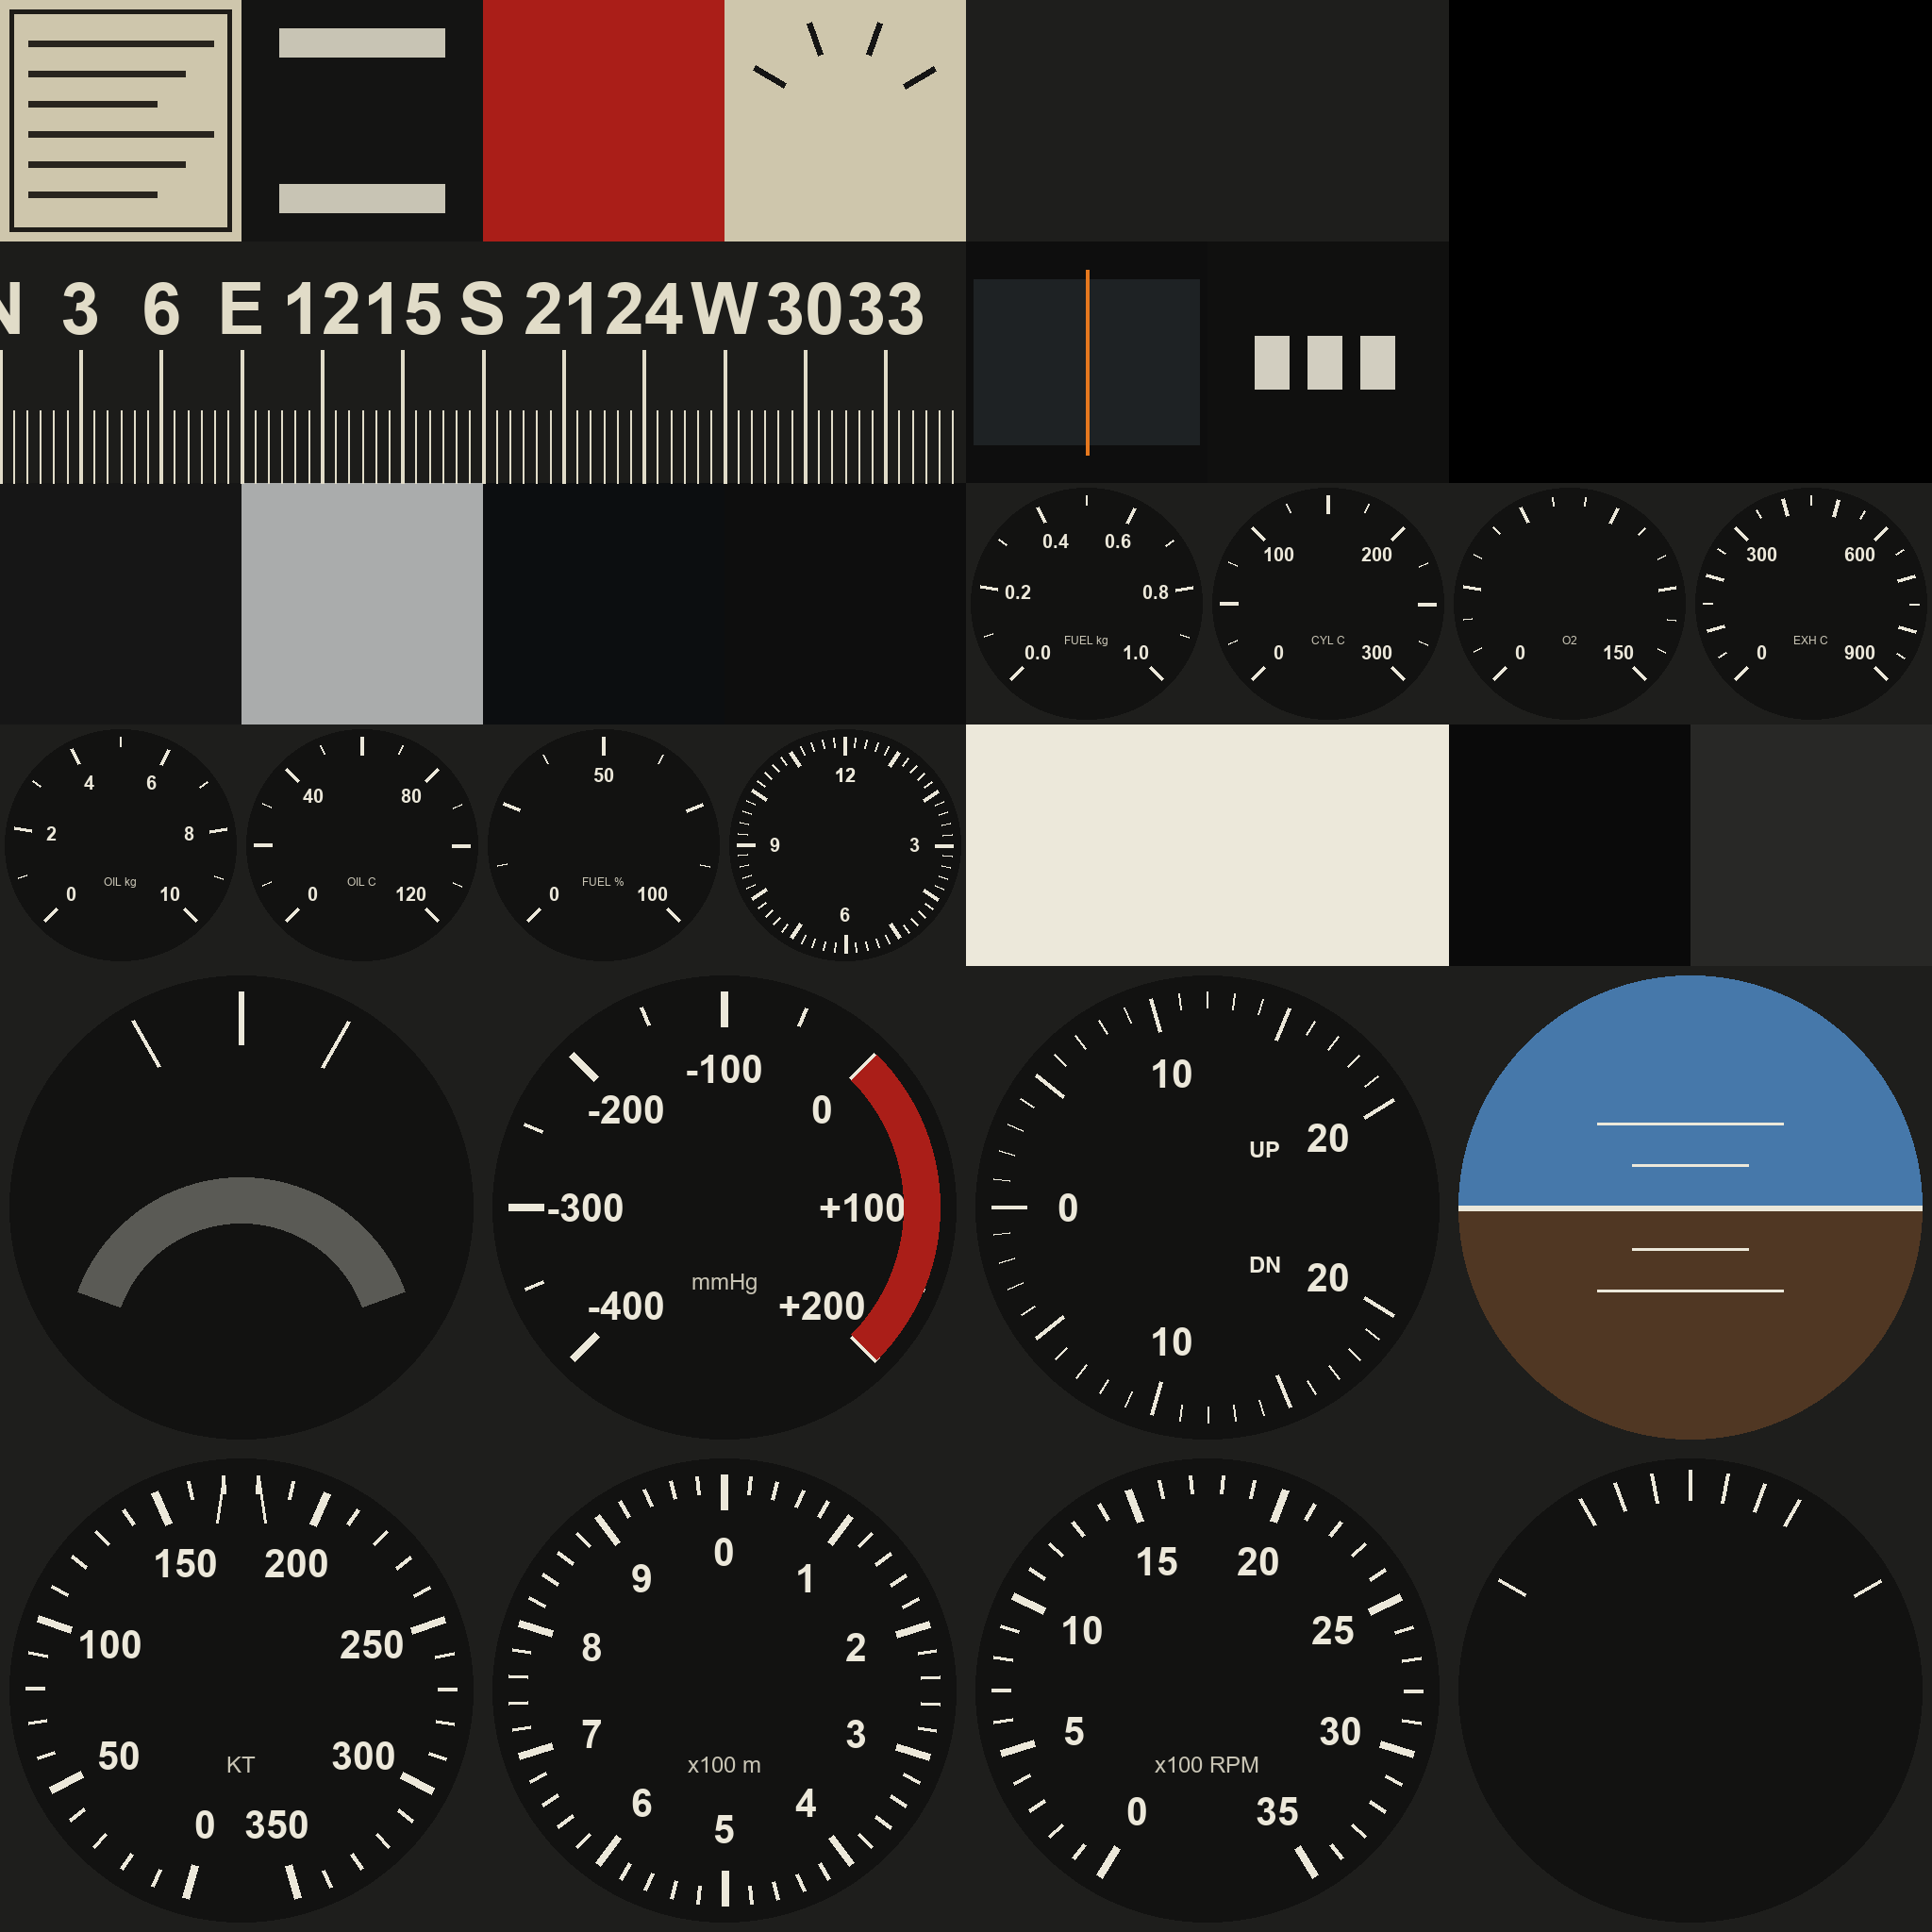 N 3 6 E 12 15 S 21 24 W 30 33
0.4 0.6
0.2 0.8
FUEL kg
0.0 1.0
100 200
CYL C
0 300
O2
0 150
300 600
EXH C
0 900
4 6
2 8
OIL kg
0 10
40 80
OIL C
0 120
50
FUEL %
0 100
12
9 3
6
-100
-200 0
-300 +100
mmHg
-400 +200
10
20
UP
0
DN
20
10
150 200
100 250
50 300
KT
0 350
0
9 1
8 2
7 3
x100 m
6 4
5
15 20
10 25
5 30
x100 RPM
0 35